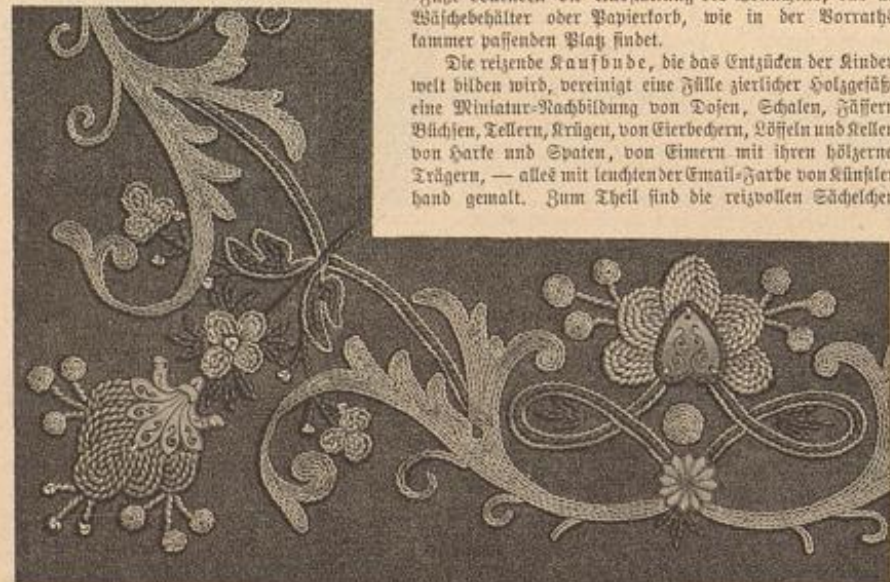 Wäschebehälter oder Papierkorb, wie in der Vorraths-
kammer passenden Platz findet.
Die reizende Kaufbude, die das Entzücken der Kinder
welt bilden wird, vereinigt eine Fülle zierlicher Holzgefäß
eine Miniatur-Nachbildung von Dosen, Schalen, Fässern
Büchsen, Tellern, Krügen, von Eierbechern, Löffeln und Kellen
von Harke und Spaten, von Eimern mit ihren hölzerne
Trägern, — alles mit leuchtender Email-Farbe von Künstler
hand gemalt. Zum Theil sind die reizvollen Sächelchen